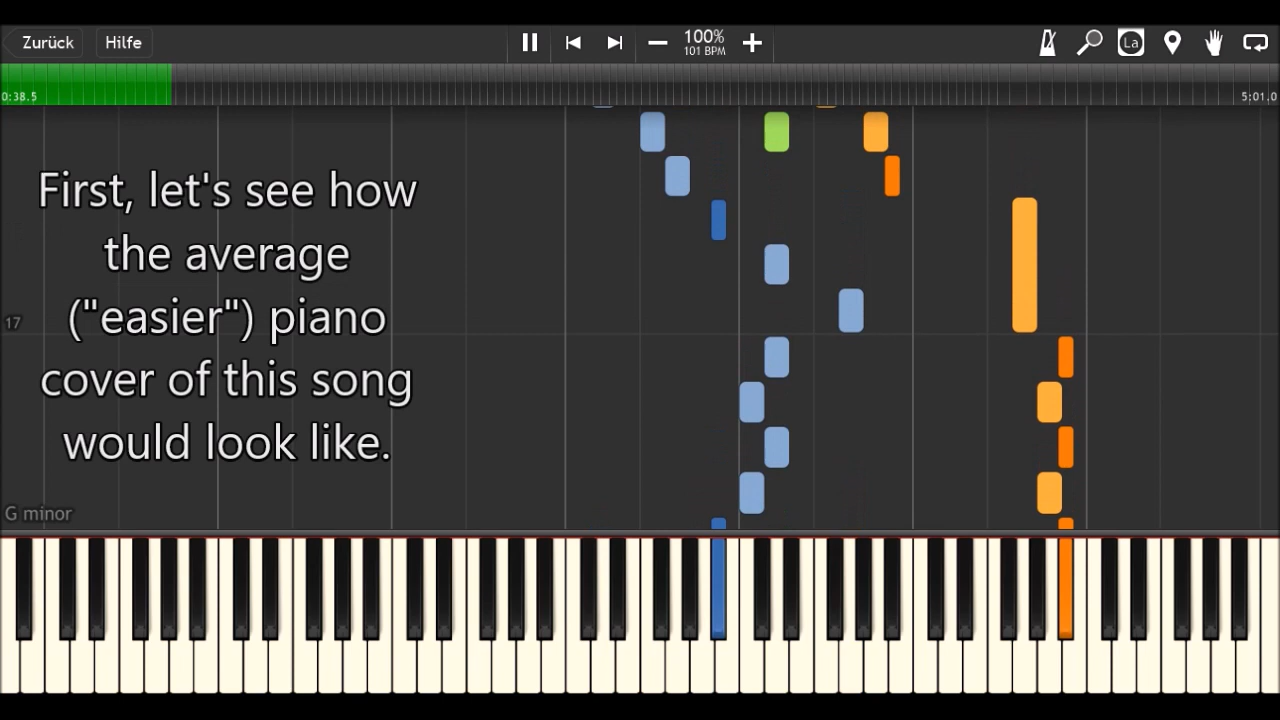 Zurück
Hilfe
100%
101 BPM
La
0:38.5
5:01.0
First, let's see how
the average
("easier") piano
cover of this song
would look like.
17
G minor